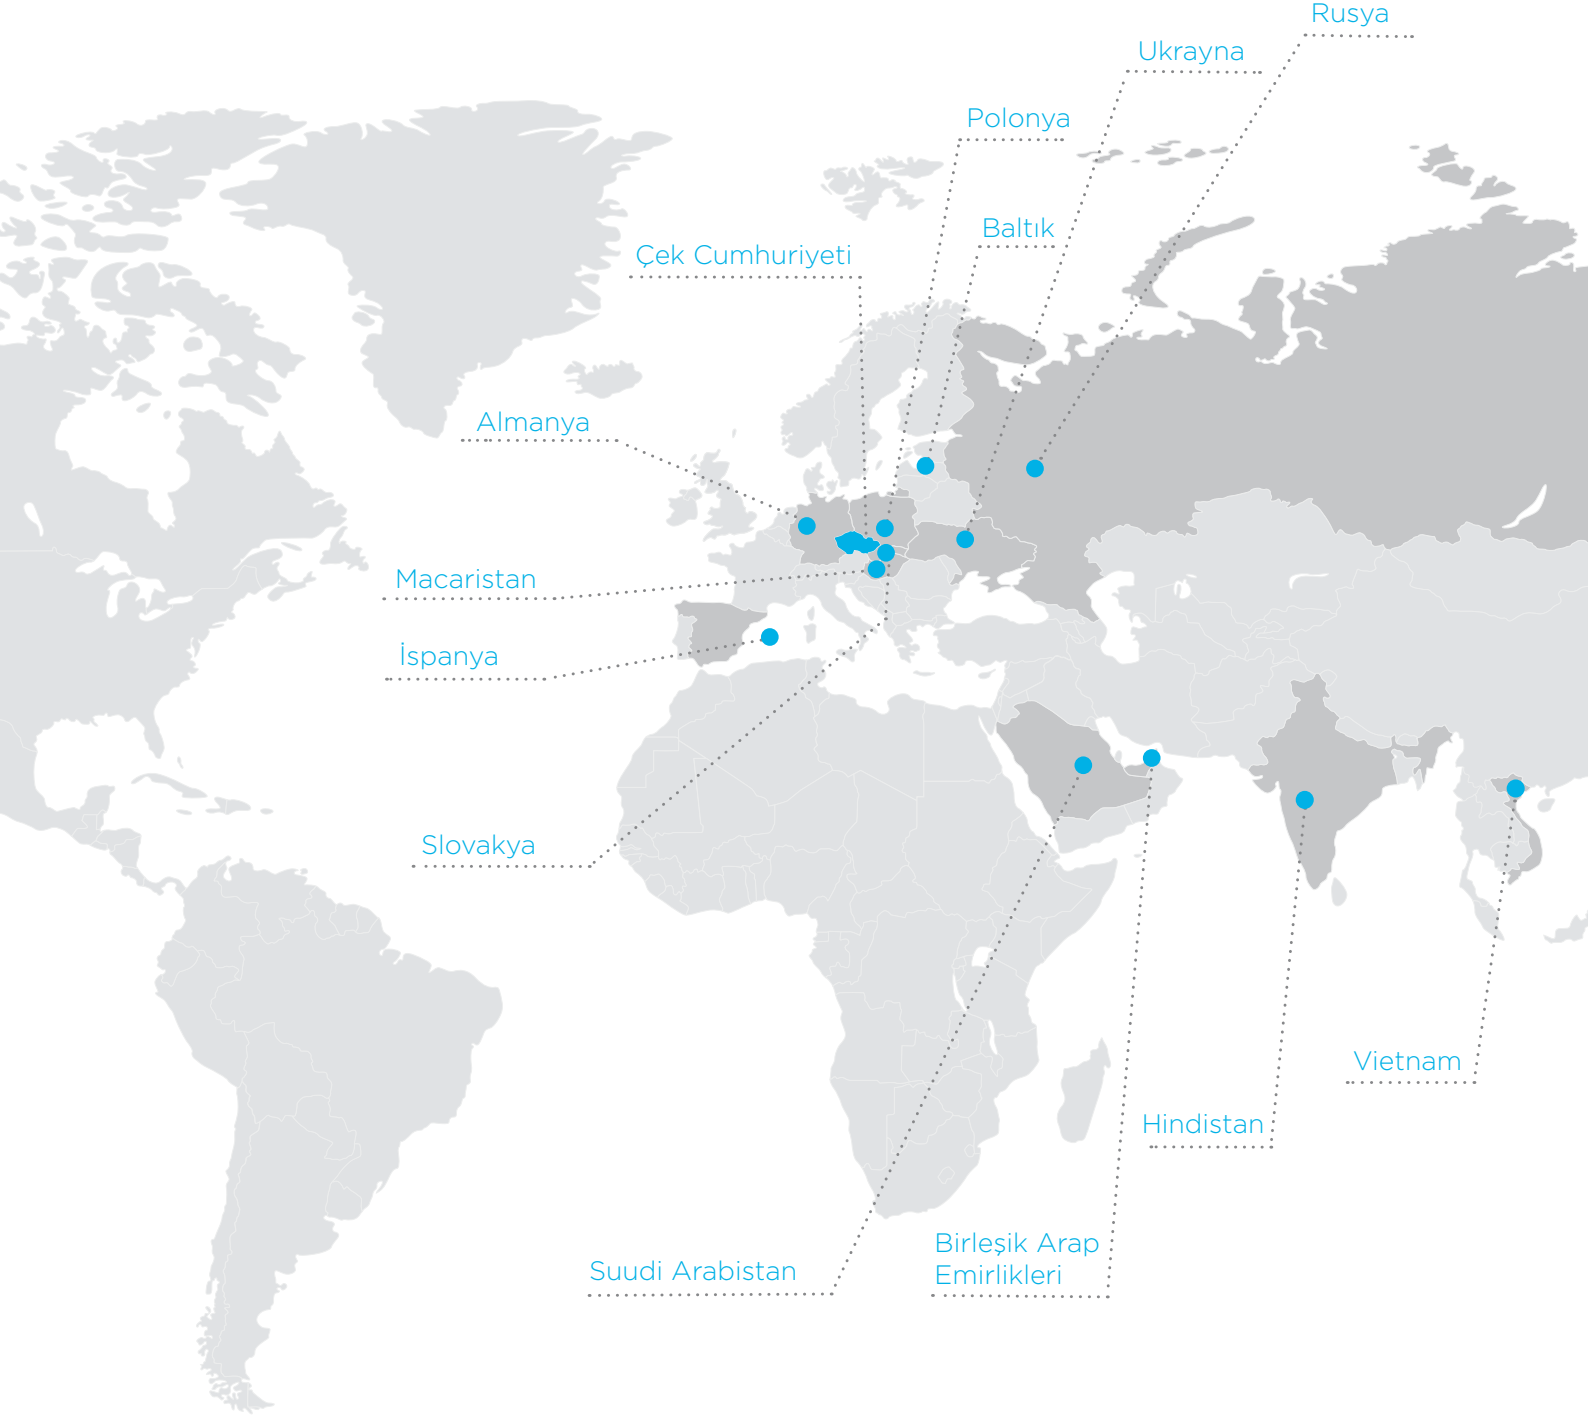 Rusya
Ukrayna
Polonya
Baltık
Çek Cumhuriyeti
Almanya
Macaristan
İspanya
Slovakya
Vietnam
Hindistan
Birleşik Arap
Emirlikleri
Suudi Arabistan